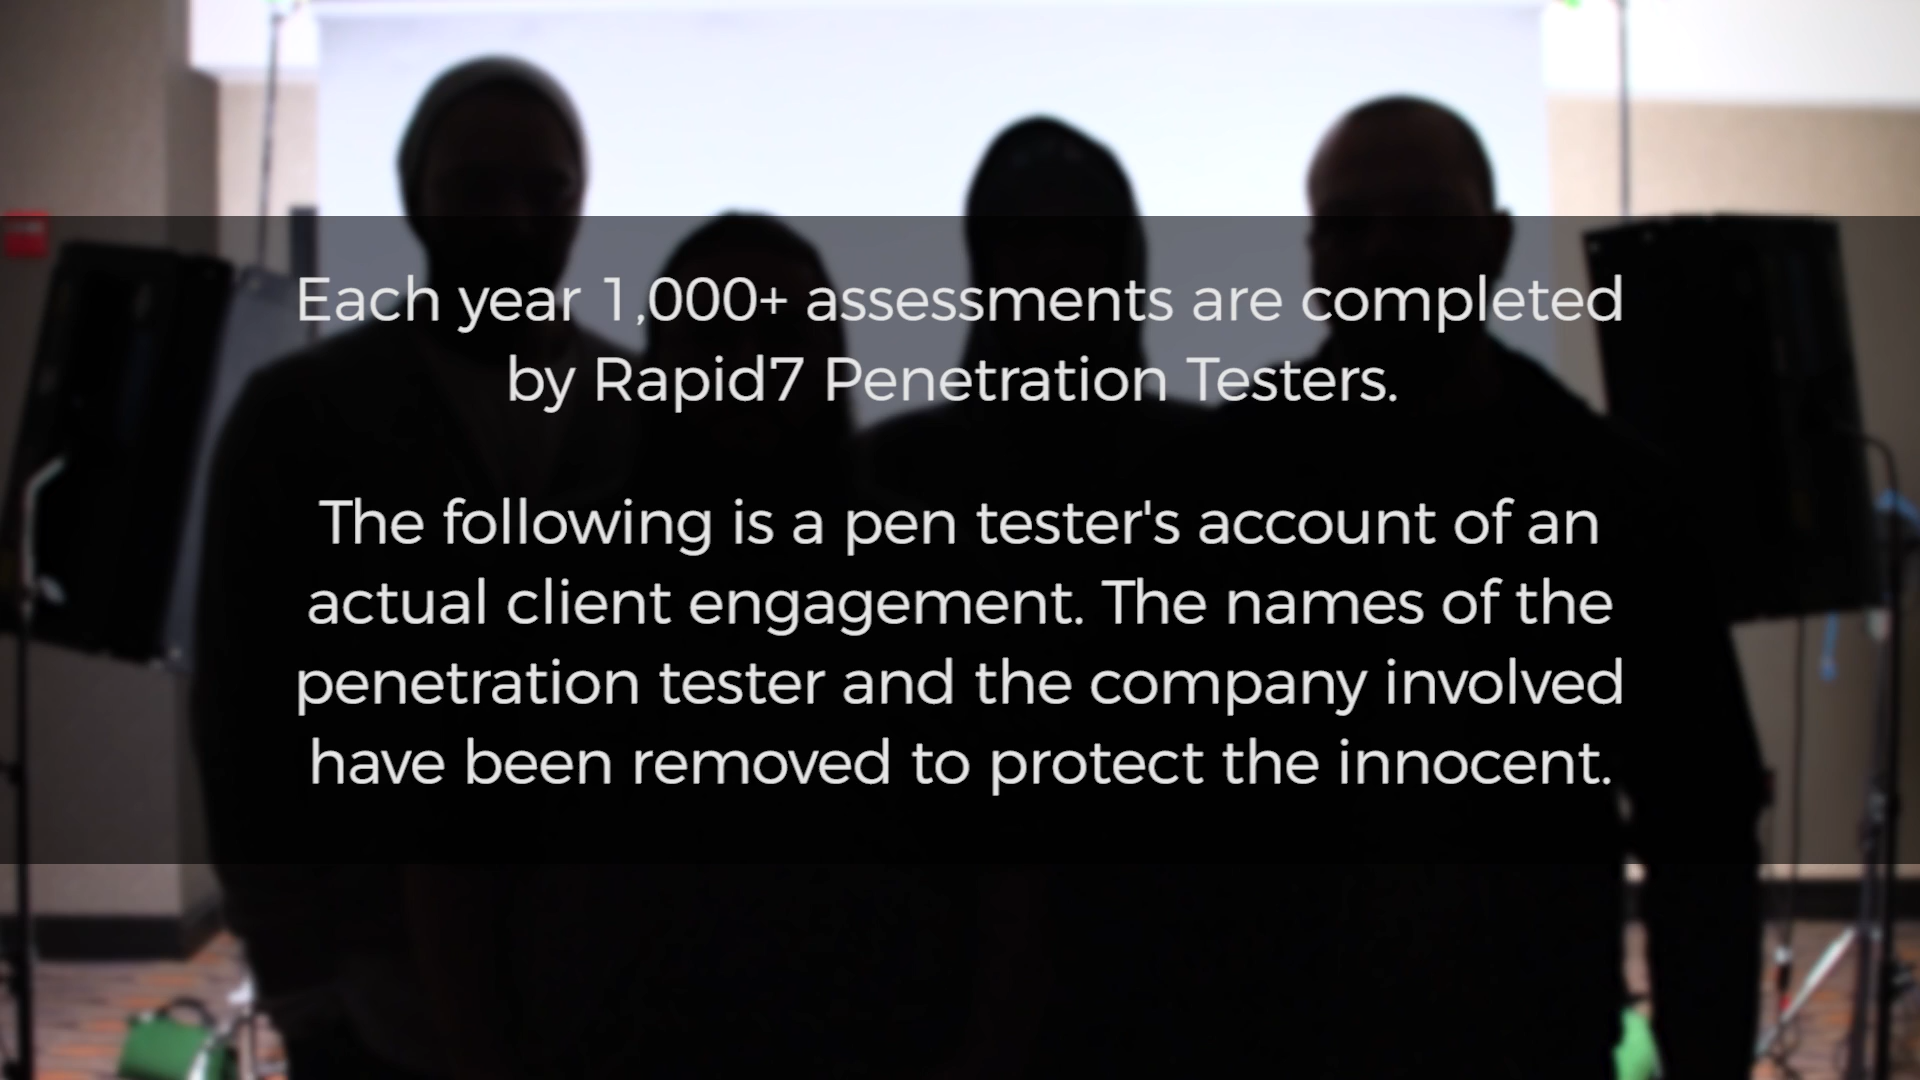 Each year 1,000+ assessments are completed
by Rapid7 Penetration Testers.
The following is a pen tester's account of an
actual client engagement. The names of the
penetration tester and the company involved
have been removed to protect the innocent.